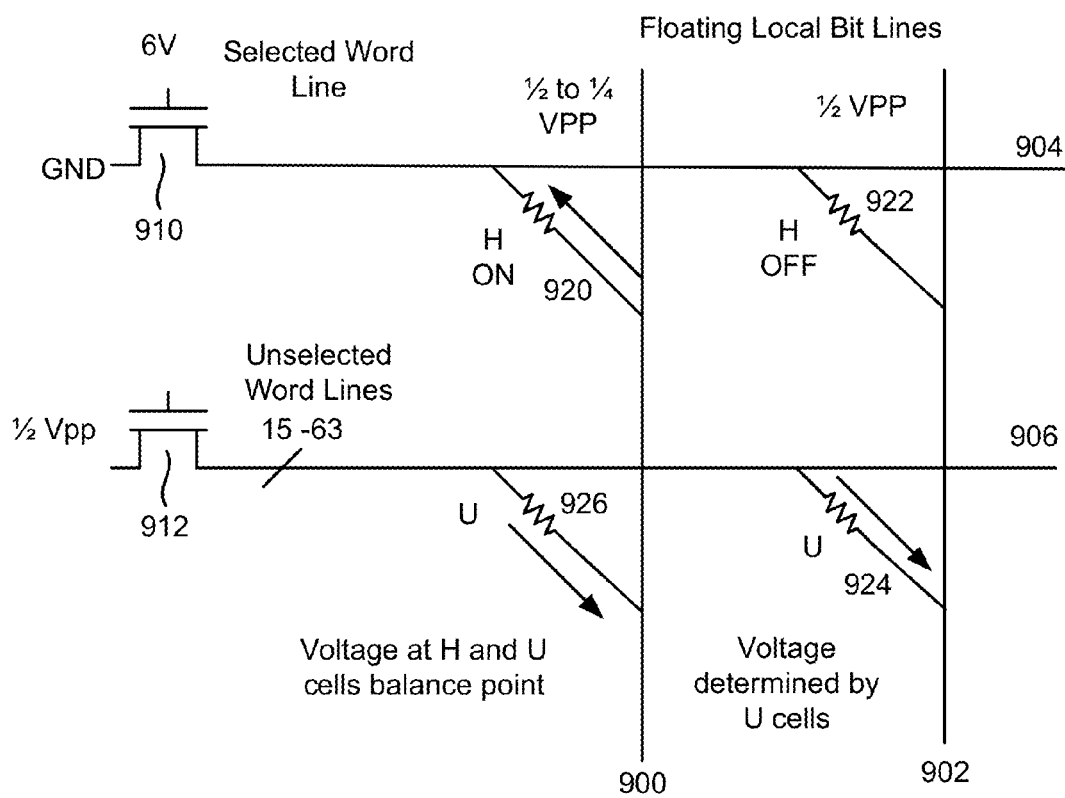 Floating Local Bit Lines
6V
Selected Word
Line
½ to ¼
VPP
½ VPP
GND
904
910
H
ON
920
922
H
OFF
Unselected
Word Lines
15 -63
½ Vpp
906
912
U
926
U
924
Voltage at H and U
cells balance point
Voltage
determined by
U cells
900
902